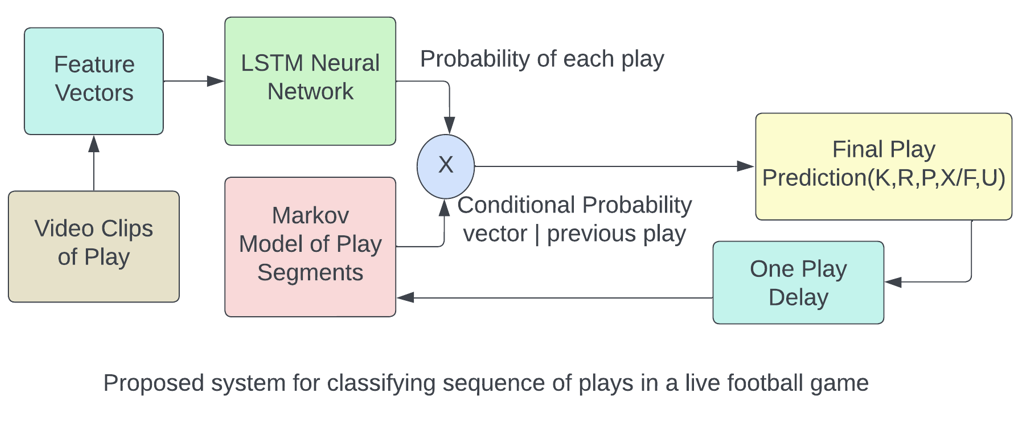 Feature
Vectors
LSTM Neural
Network
Probability of each play
X
Final Play
Prediction(K,R,P,X/F,U)
Video Clips
of Play
Markov
Model of Play
Segments
Conditional Probability
vector | previous play
One Play
Delay
Proposed system for classifying sequence of plays in a live football game